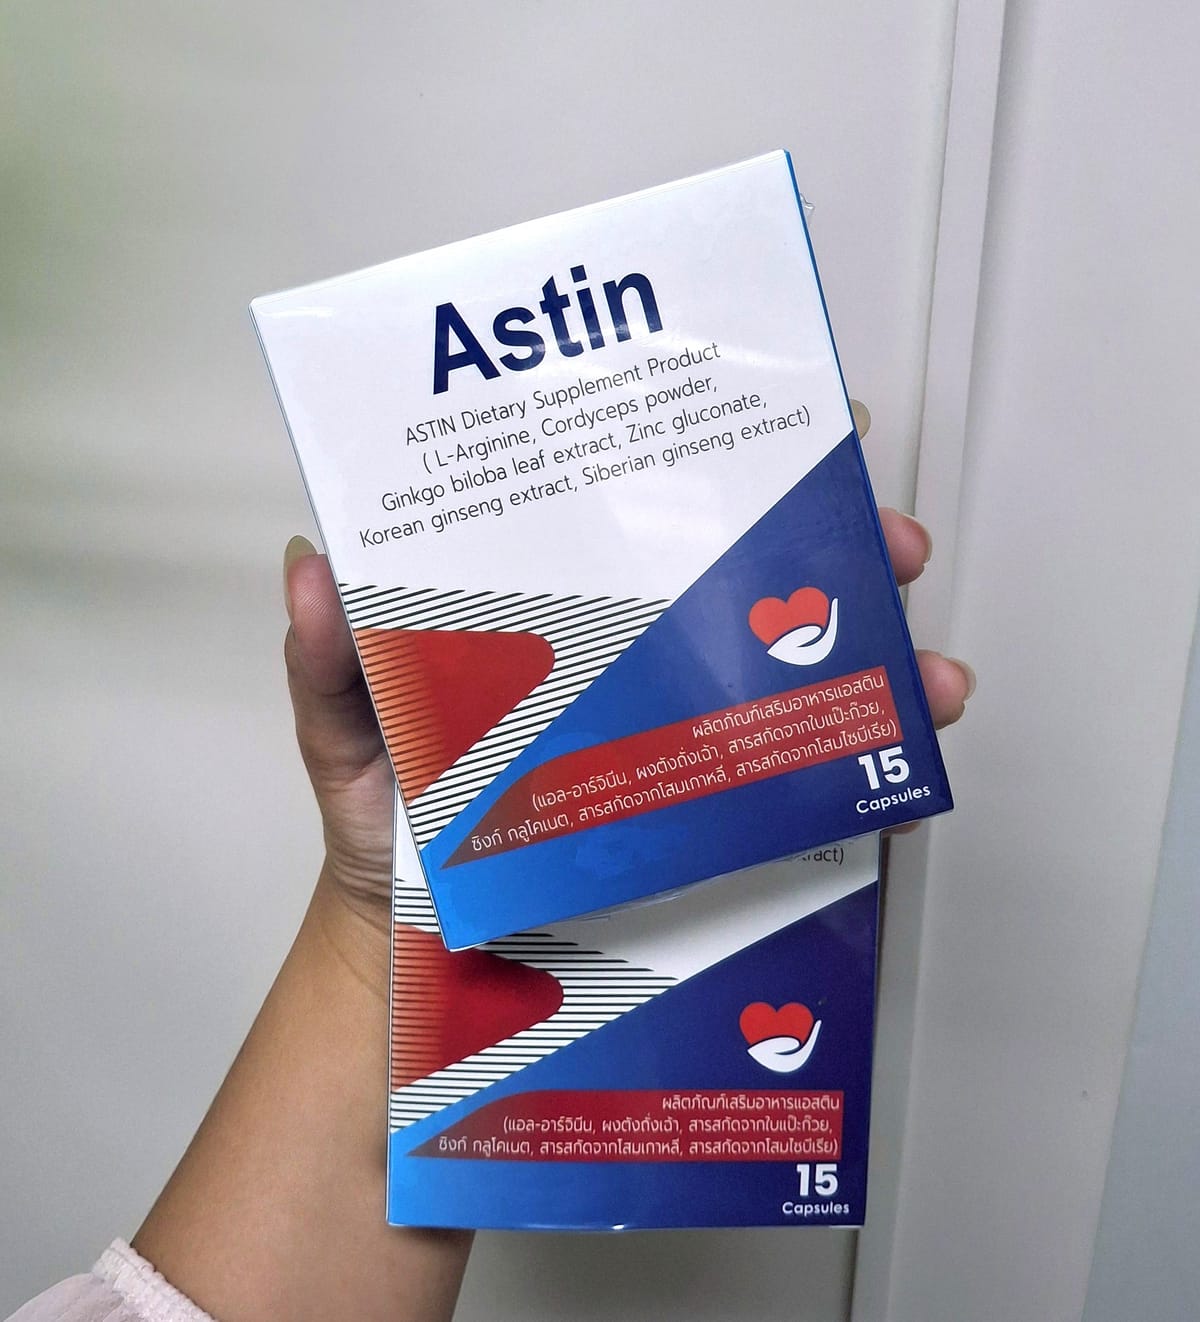 Astin
ASTIN Dietary Supplement Product
( L-Arginine, Cordyceps powder,
Ginkgo biloba leaf extract, Zinc gluconate,
Korean ginseng extract, Siberian ginseng extract)
ผลิตภัณฑ์เสริมอาหารแอสติน
(แอล-อาร์จินีน, ผงตังถั่งเฉ้า, สารสกัดจากใบแป๊ะก๊วย,
ซิงก์ กลูโคเนต, สารสกัดจากโสมเกาหลี, สารสกัดจากโสมไซบีเรีย)
15
Capsules
ผลิตภัณฑ์เสริมอาหารแอสติน
(แอล-อาร์จินีน, ผงตังถั่งเฉ้า, สารสกัดจากใบแป๊ะก๊วย,
ซิงก์ กลูโคเนต, สารสกัดจากโสมเกาหลี, สารสกัดจากโสมไซบีเรีย)
15
Capsules